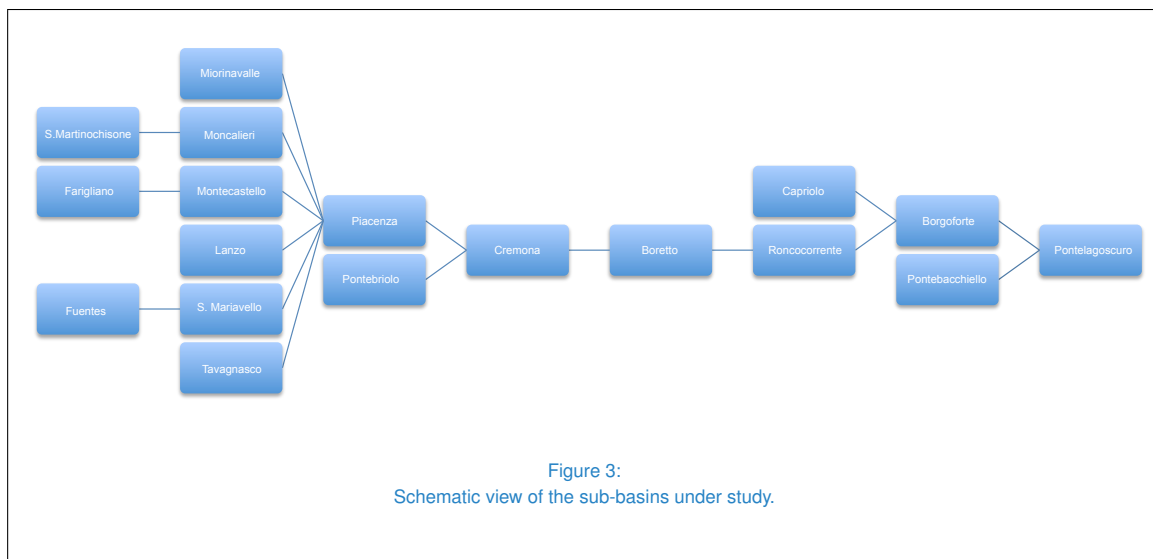 Miorinavalle
S.Martinochisone
Moncalieri
Farigliano
Montecastello
Capriolo
Piacenza
Borgoforte
Lanzo
Cremona
Boretto
Roncocorrente
Pontelagoscuro
Pontebriolo
Pontebacchiello
Fuentes
S. Mariavello
Tavagnasco
Figure 3:
Schematic view of the sub-basins under study.